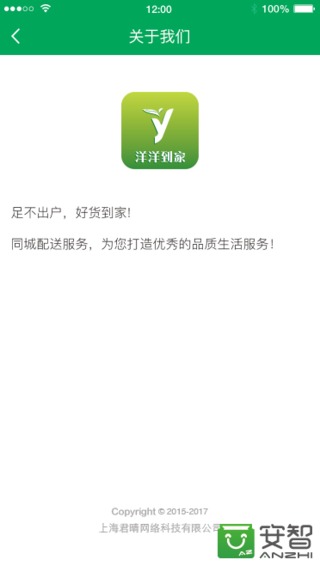 12:00
100%
关于我们
y
洋洋到家
足不出户，好货到家!
同城配送服务，为您打造优秀的品质生活服务！
Copyright © 2015-2017
上海君晴网络科技有限公司
AZ
安智
ANZHI